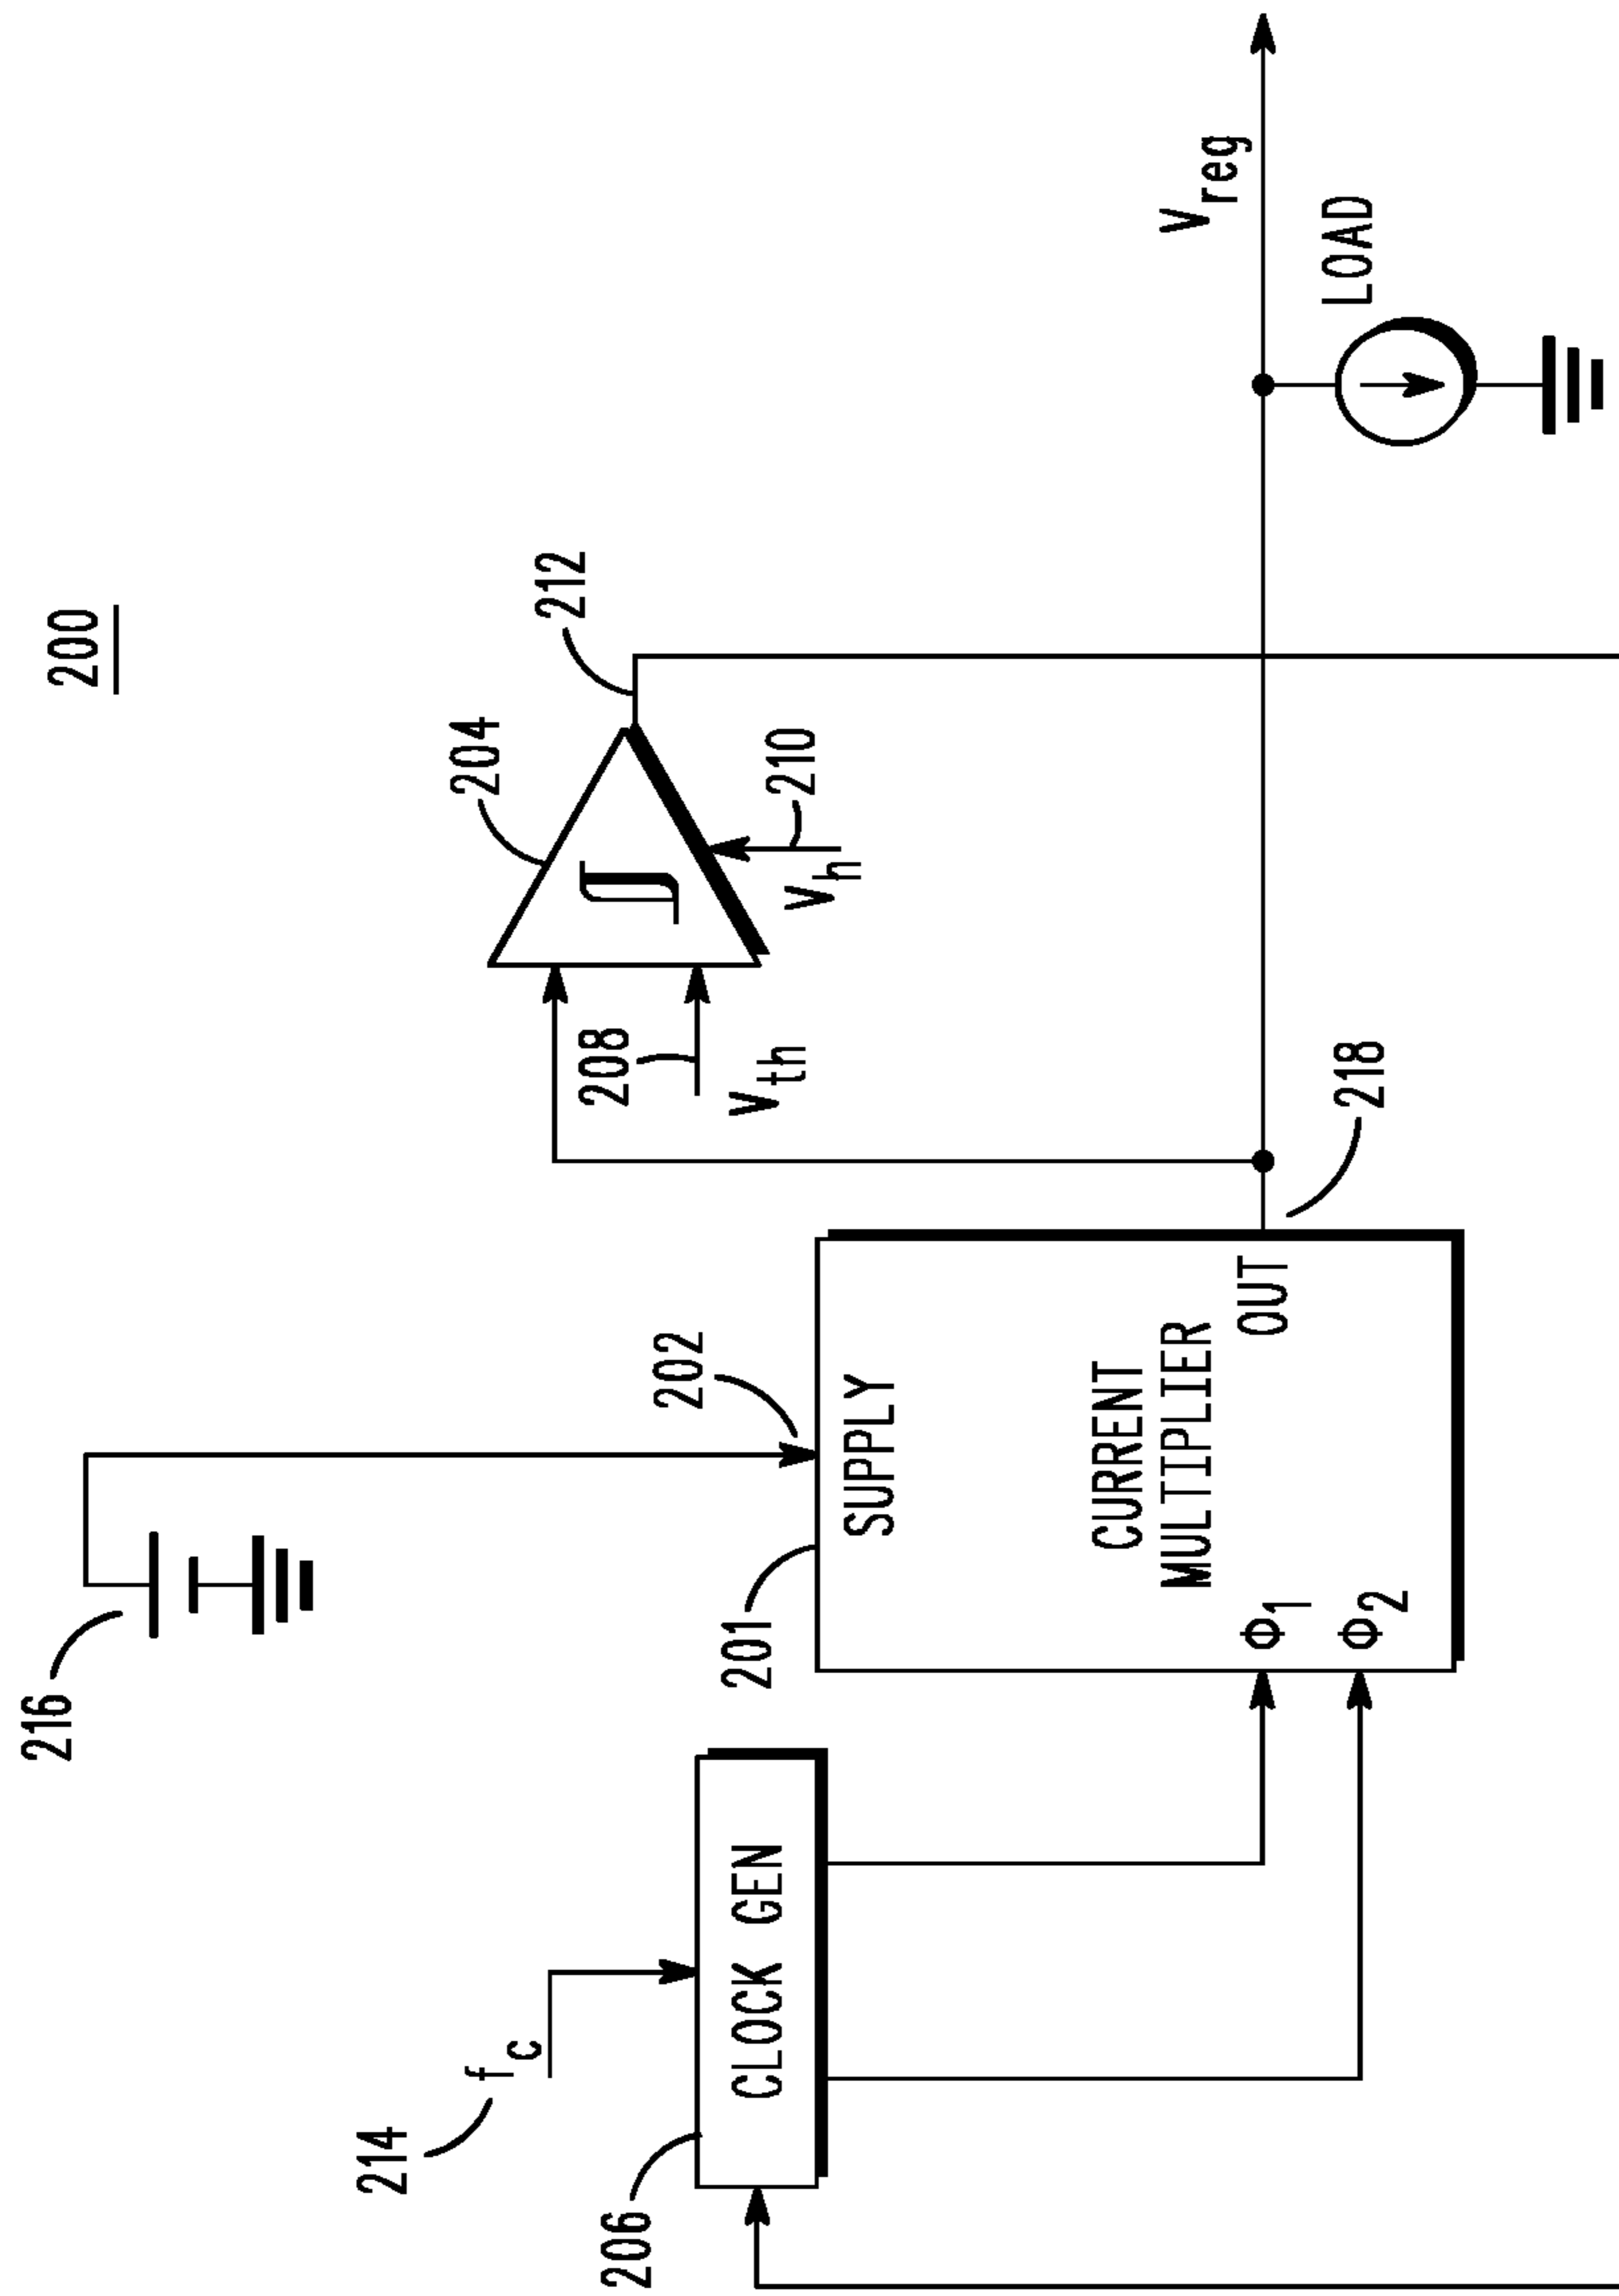 200
216
202
204
212
214
f c
206
CLOCK GEN
201
SUPPLY
CURRENT
MULTIPLIER
Φ1
Φ2
OUT
218
208
Vth
Vh
210
Vreg
LOAD